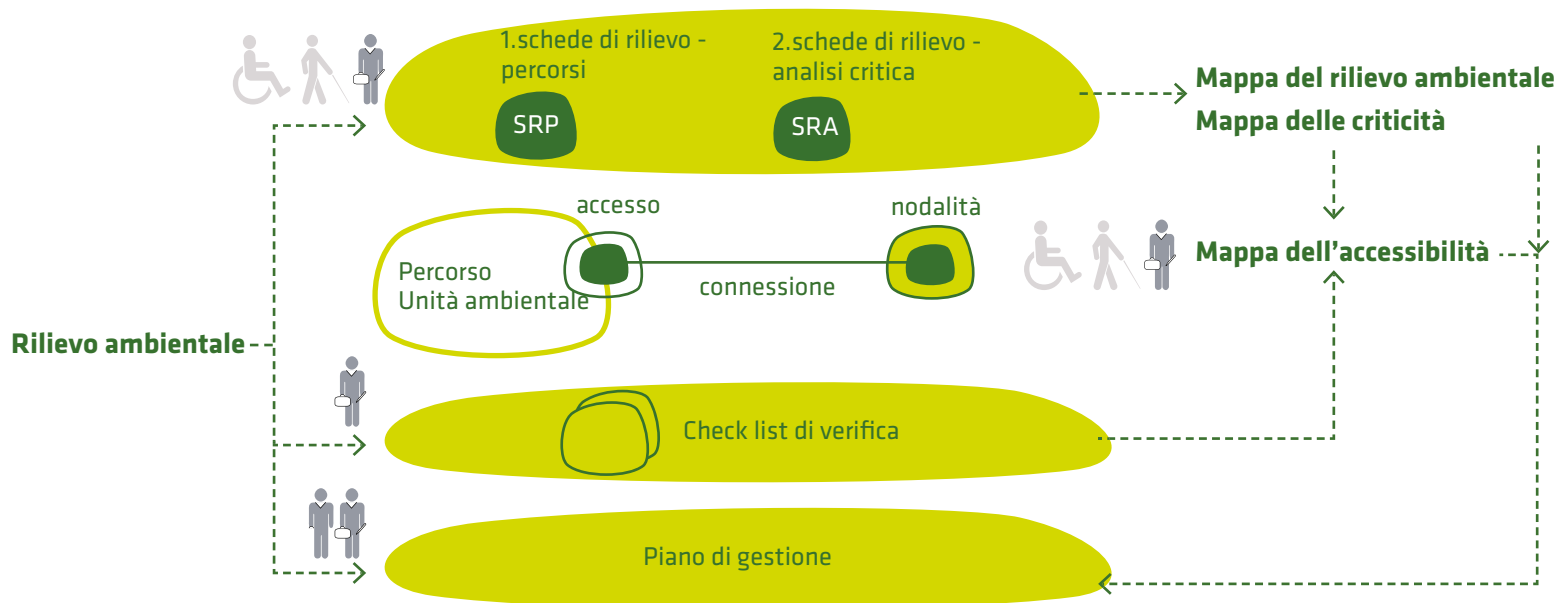 1.schede di rilievo -
percorsi
2.schede di rilievo -
analisi critica
SRP
SRA
Mappa del rilievo ambientale
Mappa delle criticità
accesso
nodalità
Percorso
Unità ambientale
connessione
Mappa dell’accessibilità
Rilievo ambientale
Check list di verifica
Piano di gestione